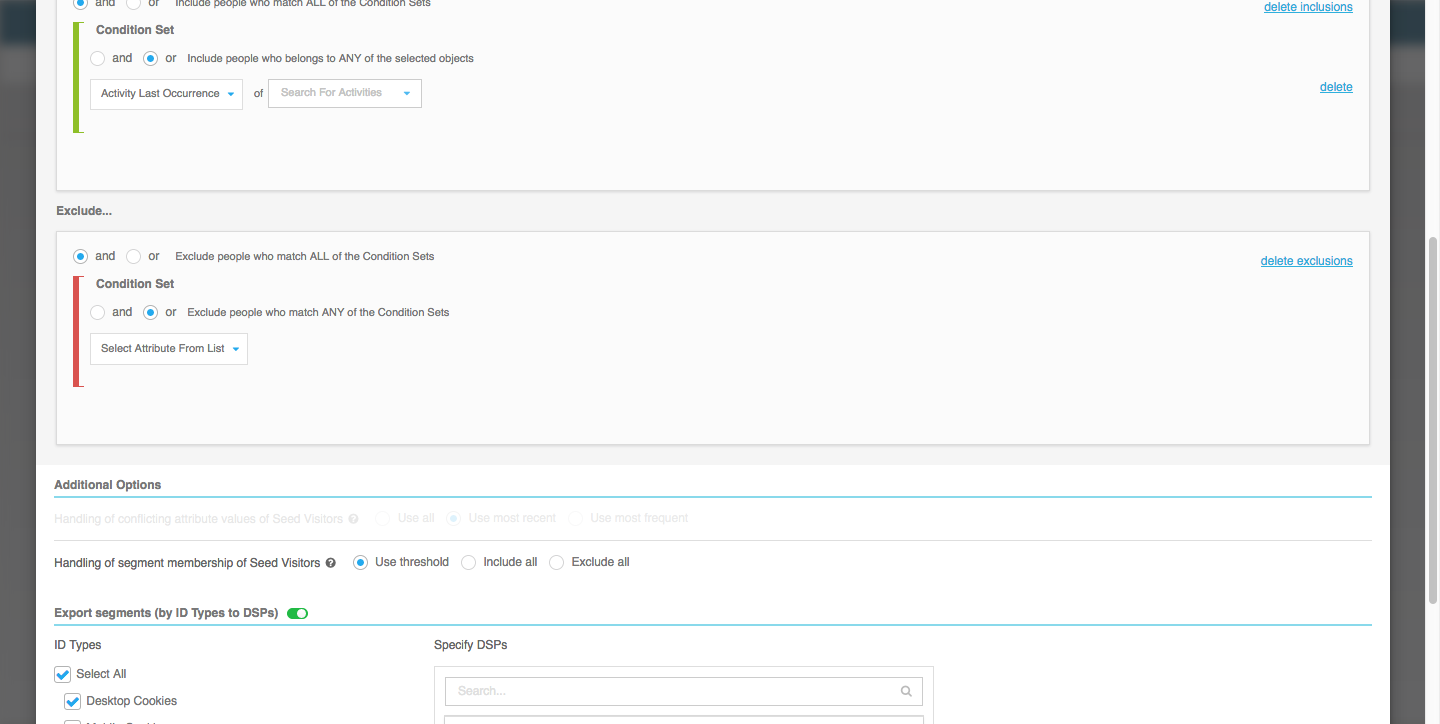 and or Include people who match ALL of the Condition Sets delete inclusions
Condition Set
and or Include people who belongs to ANY of the selected objects
Activity Last Occurrence of Search For Activities delete
Exclude...
and or Exclude people who match ALL of the Condition Sets delete exclusions
Condition Set
and or Exclude people who match ANY of the Condition Sets
Select Attribute From List
Additional Options
Handling of conflicting attribute values of Seed Visitors ? Use all Use most recent Use most frequent
Handling of segment membership of Seed Visitors ? Use threshold Include all Exclude all
Export segments (by ID Types to DSPs)
ID Types Specify DSPs
Select All
Search...
Desktop Cookies